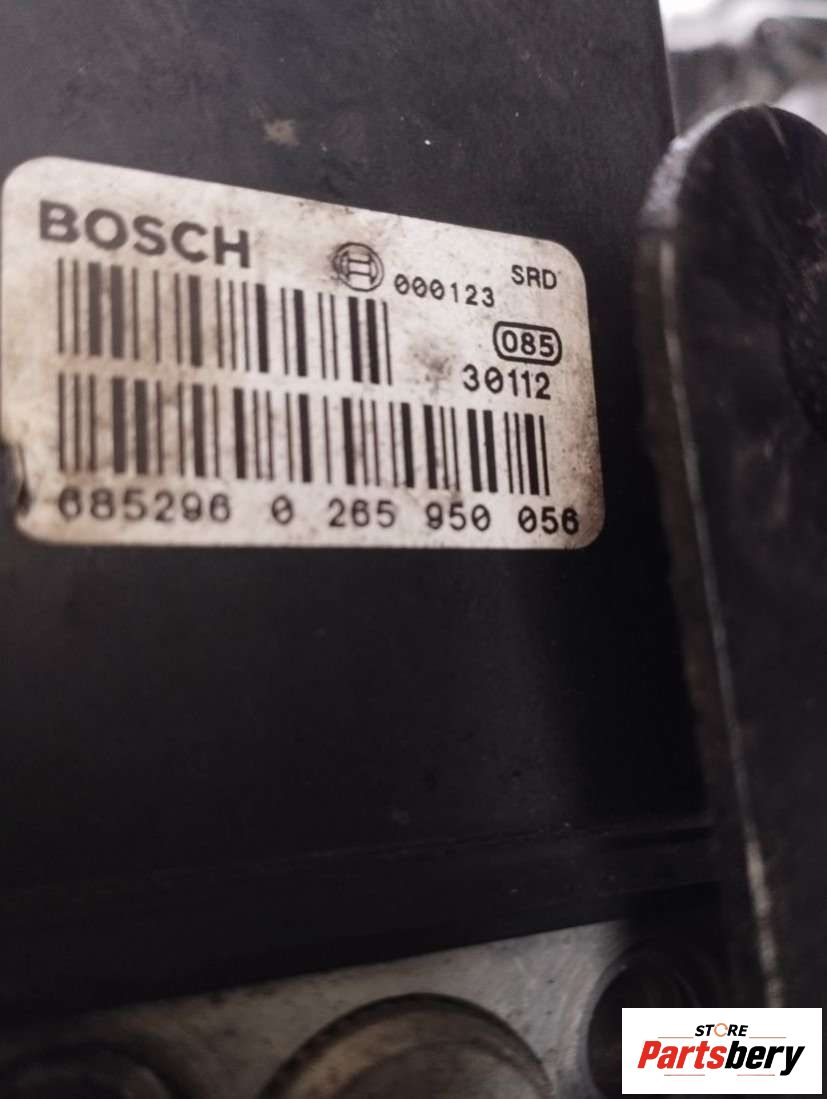 BOSCH
000123 SRD
085
30112
685296 0 265 950 056
STORE
Partsbery